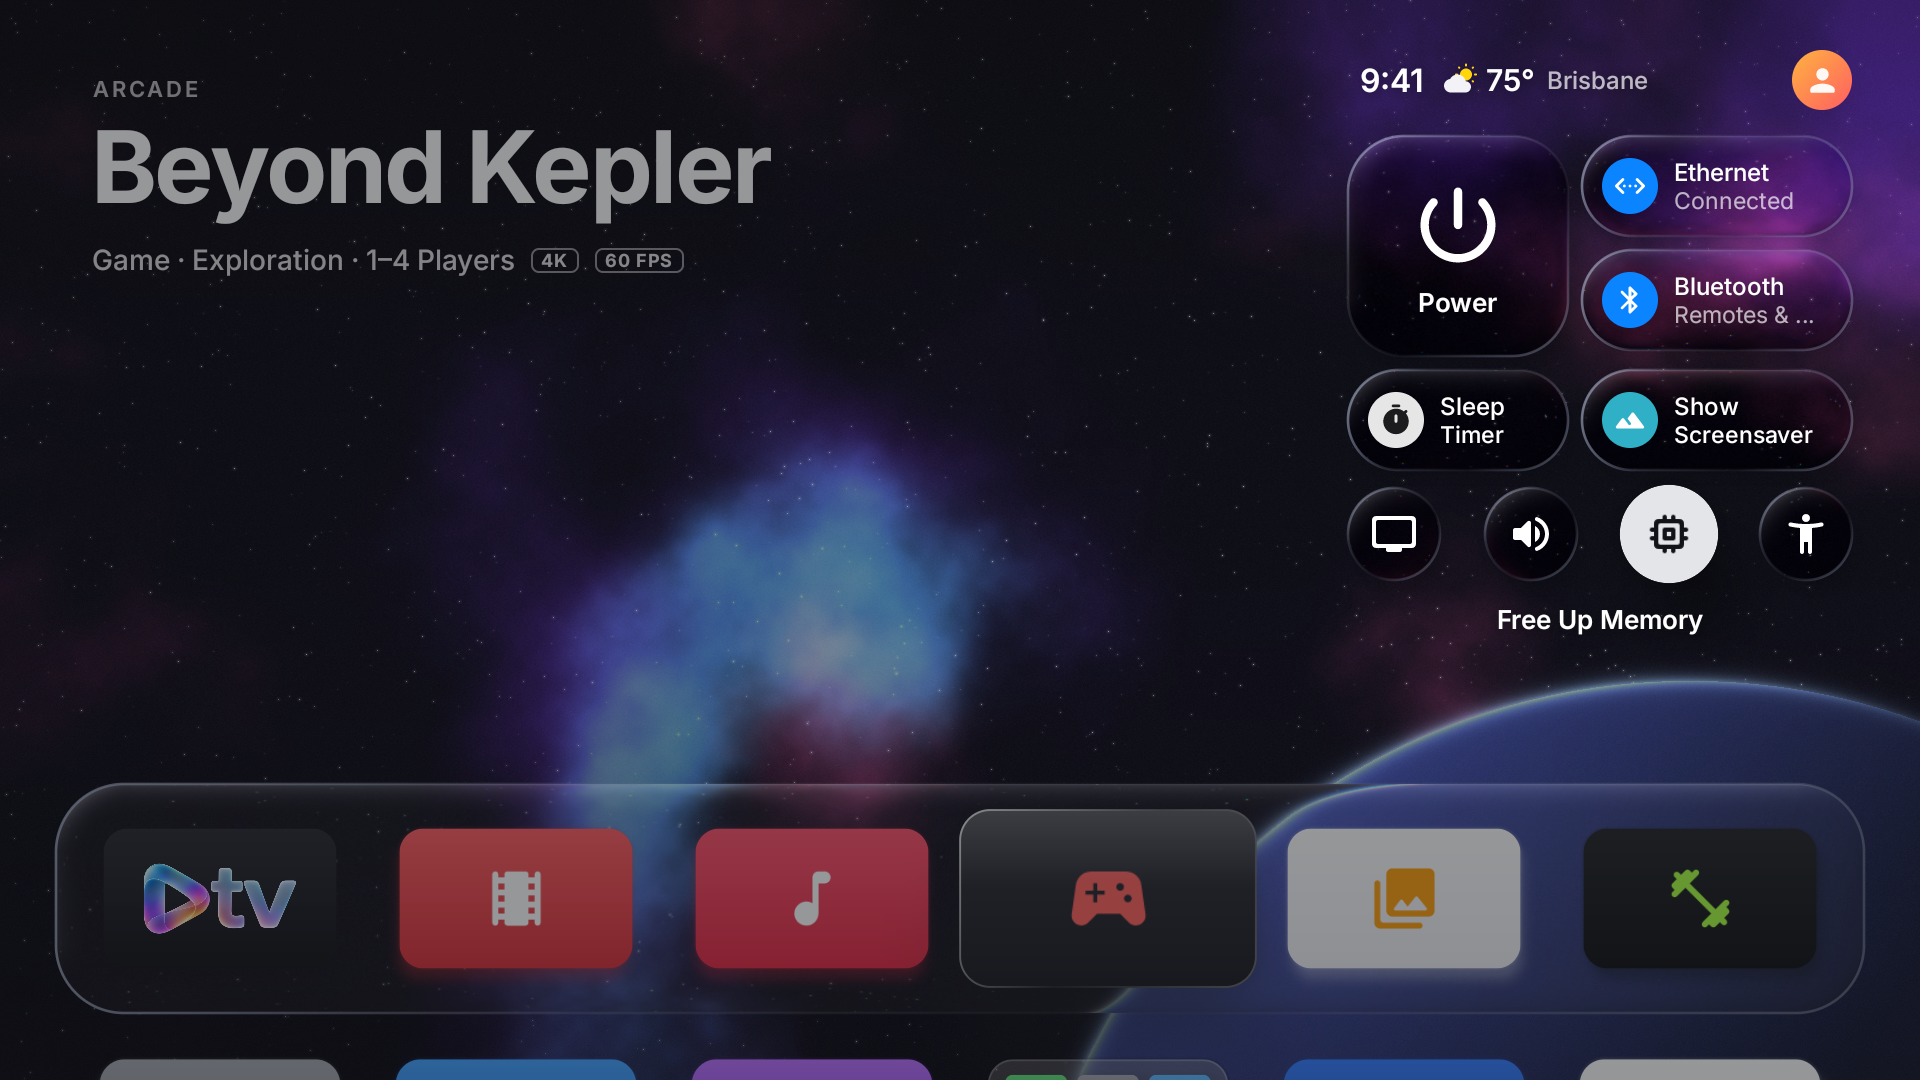 ARCADE
Beyond Kepler
Game · Exploration · 1–4 Players 4K 60 FPS
9:41 75° Brisbane
Power
Ethernet
Connected
Bluetooth
Remotes & ...
Sleep
Timer
Show
Screensaver
Free Up Memory
tv